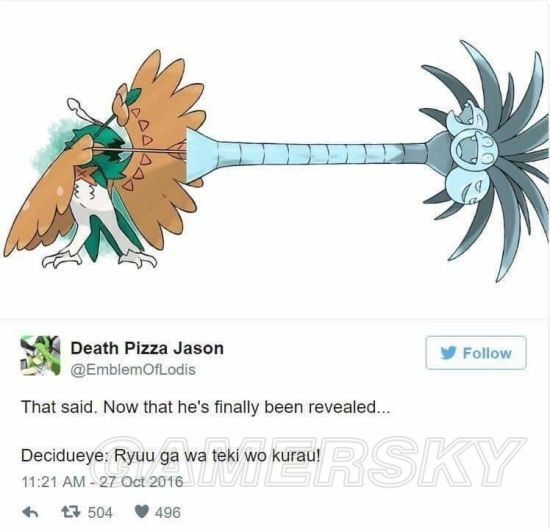 Death Pizza Jason
@EmblemOfLodis
Follow
That said. Now that he's finally been revealed...
Decidueye: Ryuu ga wa teki wo kurau!
GAMERSKY
11:21 AM - 27 Oct 2016
504 496